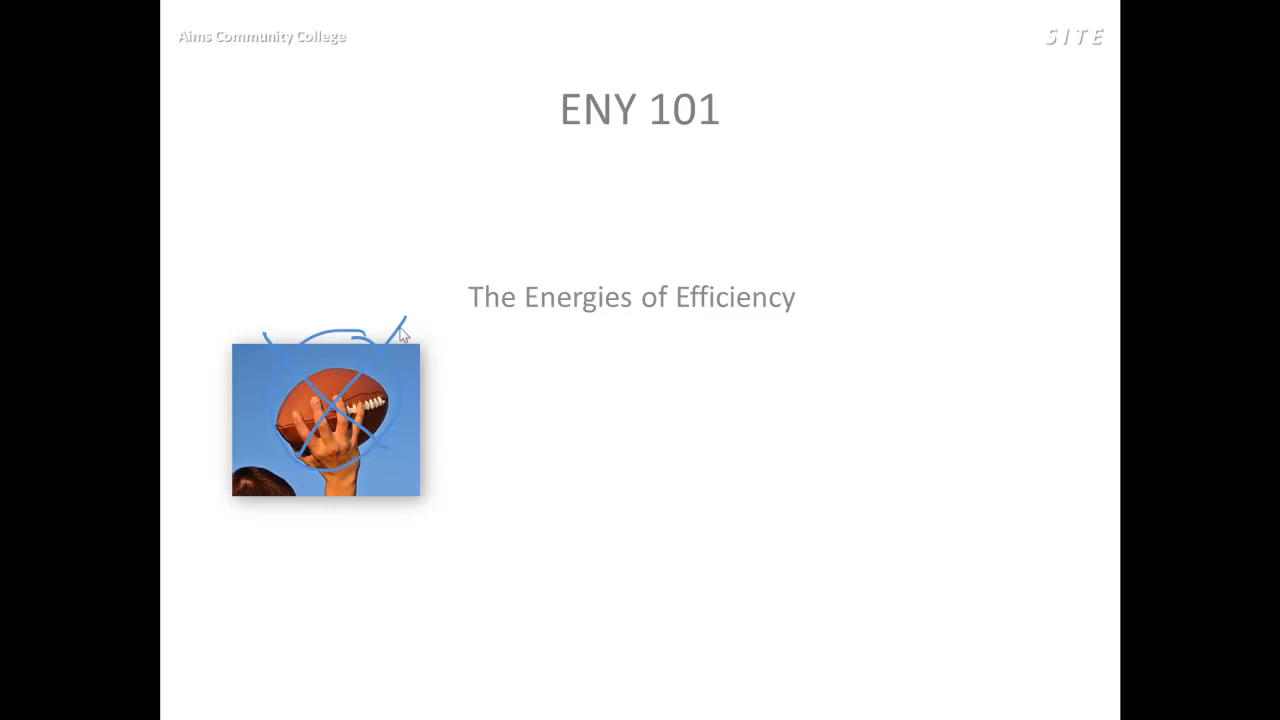 Aims Community College
SITE
ENY 101
The Energies of Efficiency